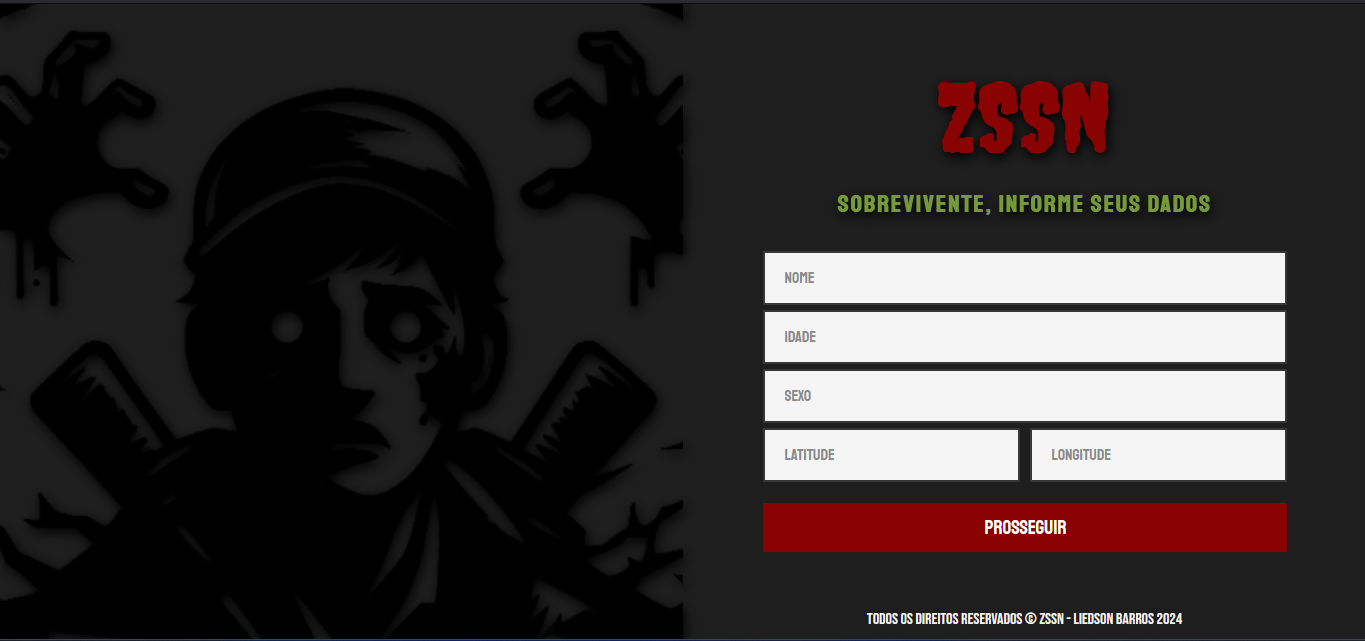 ZSSN
SOBREVIVENTE, INFORME SEUS DADOS
NOME
IDADE
SEXO
LATITUDE
LONGITUDE
PROSSEGUIR
TODOS OS DIREITOS RESERVADOS © ZSSN - LIEDSON BARROS 2024